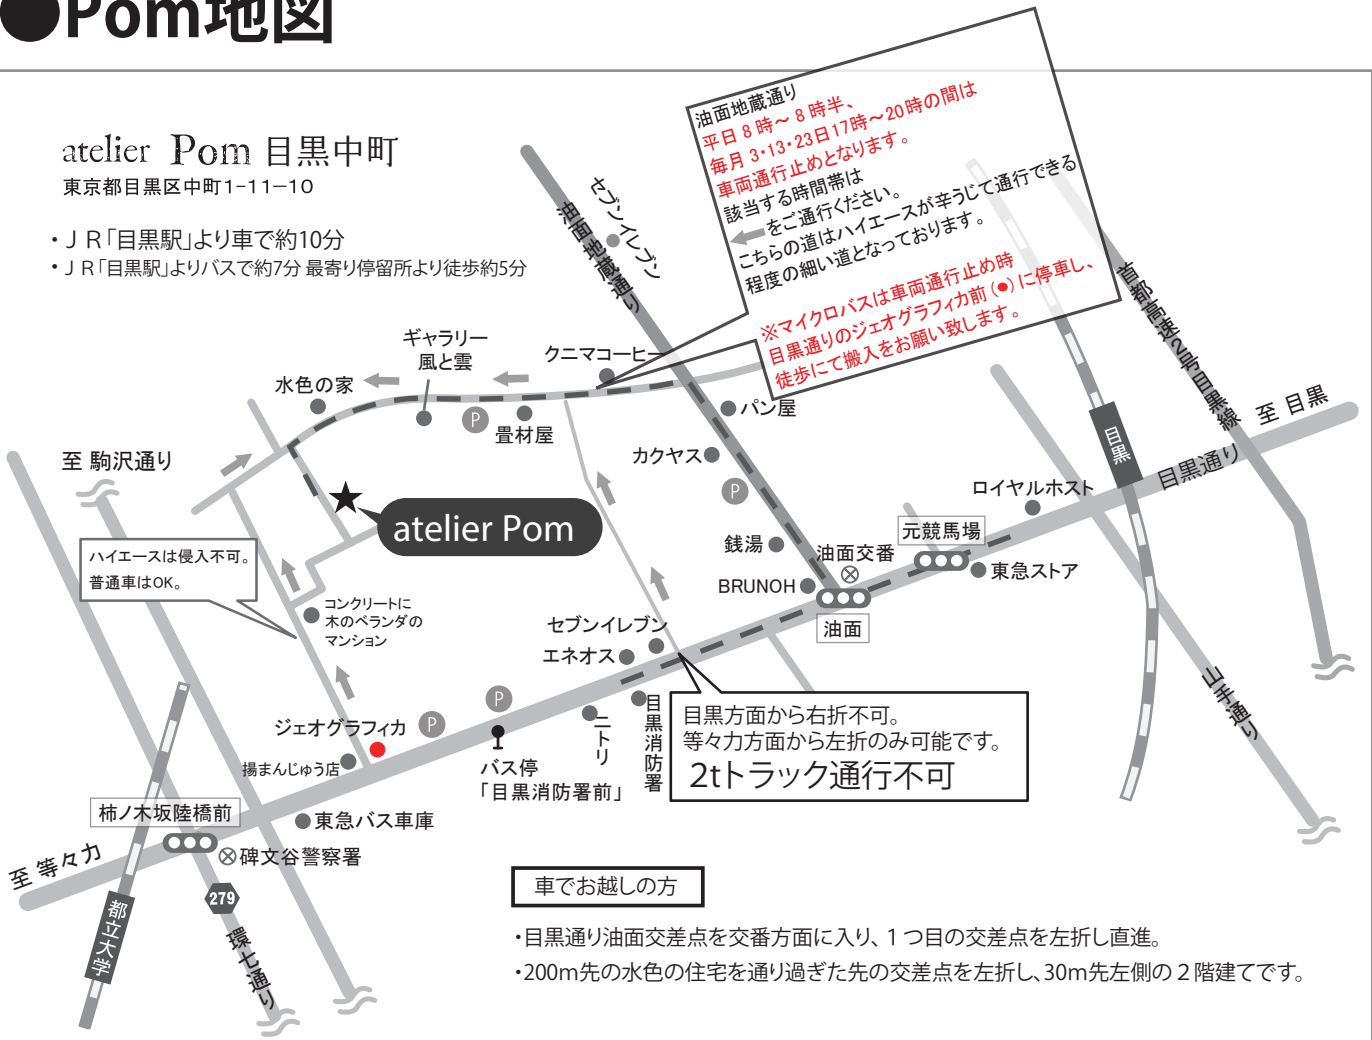 ●Pom地図
atelier Pom 目黒中町
東京都目黒区中町1-11-10
・ＪＲ「目黒駅」より車で約10分
・ＪＲ「目黒駅」よりバスで約7分 最寄り停留所より徒歩約5分
油面地蔵通り
平日８時～８時半、
毎月 3・13・23日17時～20時の間は
車両通行止めとなります。
該当する時間帯は
をご通行ください。
こちらの道はハイエースが辛うじて通行できる
程度の細い道となっております。
※マイクロバスは車両通行止め時
目黒通りのジェオグラフィカ前（●）に停車し、
徒歩にて搬入をお願い致します。
セブンイレブン
油面地蔵通り
首都高速2号目黒線
ギャラリー
風と雲
クニマコーヒー
水色の家
P
畳材屋
パン屋
至 目黒
目黒
目黒通り
至 駒沢通り
カクヤス
P
ロイヤルホスト
atelier Pom
元競馬場
銭湯
油面交番
東急ストア
BRUNOH
油面
ハイエースは侵入不可。
普通車はOK。
コンクリートに
木のベランダの
マンション
セブンイレブン
エネオス
山手通り
目黒方面から右折不可。
等々力方面から左折のみ可能です。
2tトラック通行不可
P
P
ジェオグラフィカ
ニトリ
目黒消防署
揚まんじゅう店
バス停
「目黒消防署前」
柿ノ木坂陸橋前
東急バス車庫
碑文谷警察署
至 等々力
279
都立大学
環七通り
車でお越しの方
・目黒通り油面交差点を交番方面に入り、１つ目の交差点を左折し直進。
・200m先の水色の住宅を通り過ぎた先の交差点を左折し、30m先左側の２階建てです。